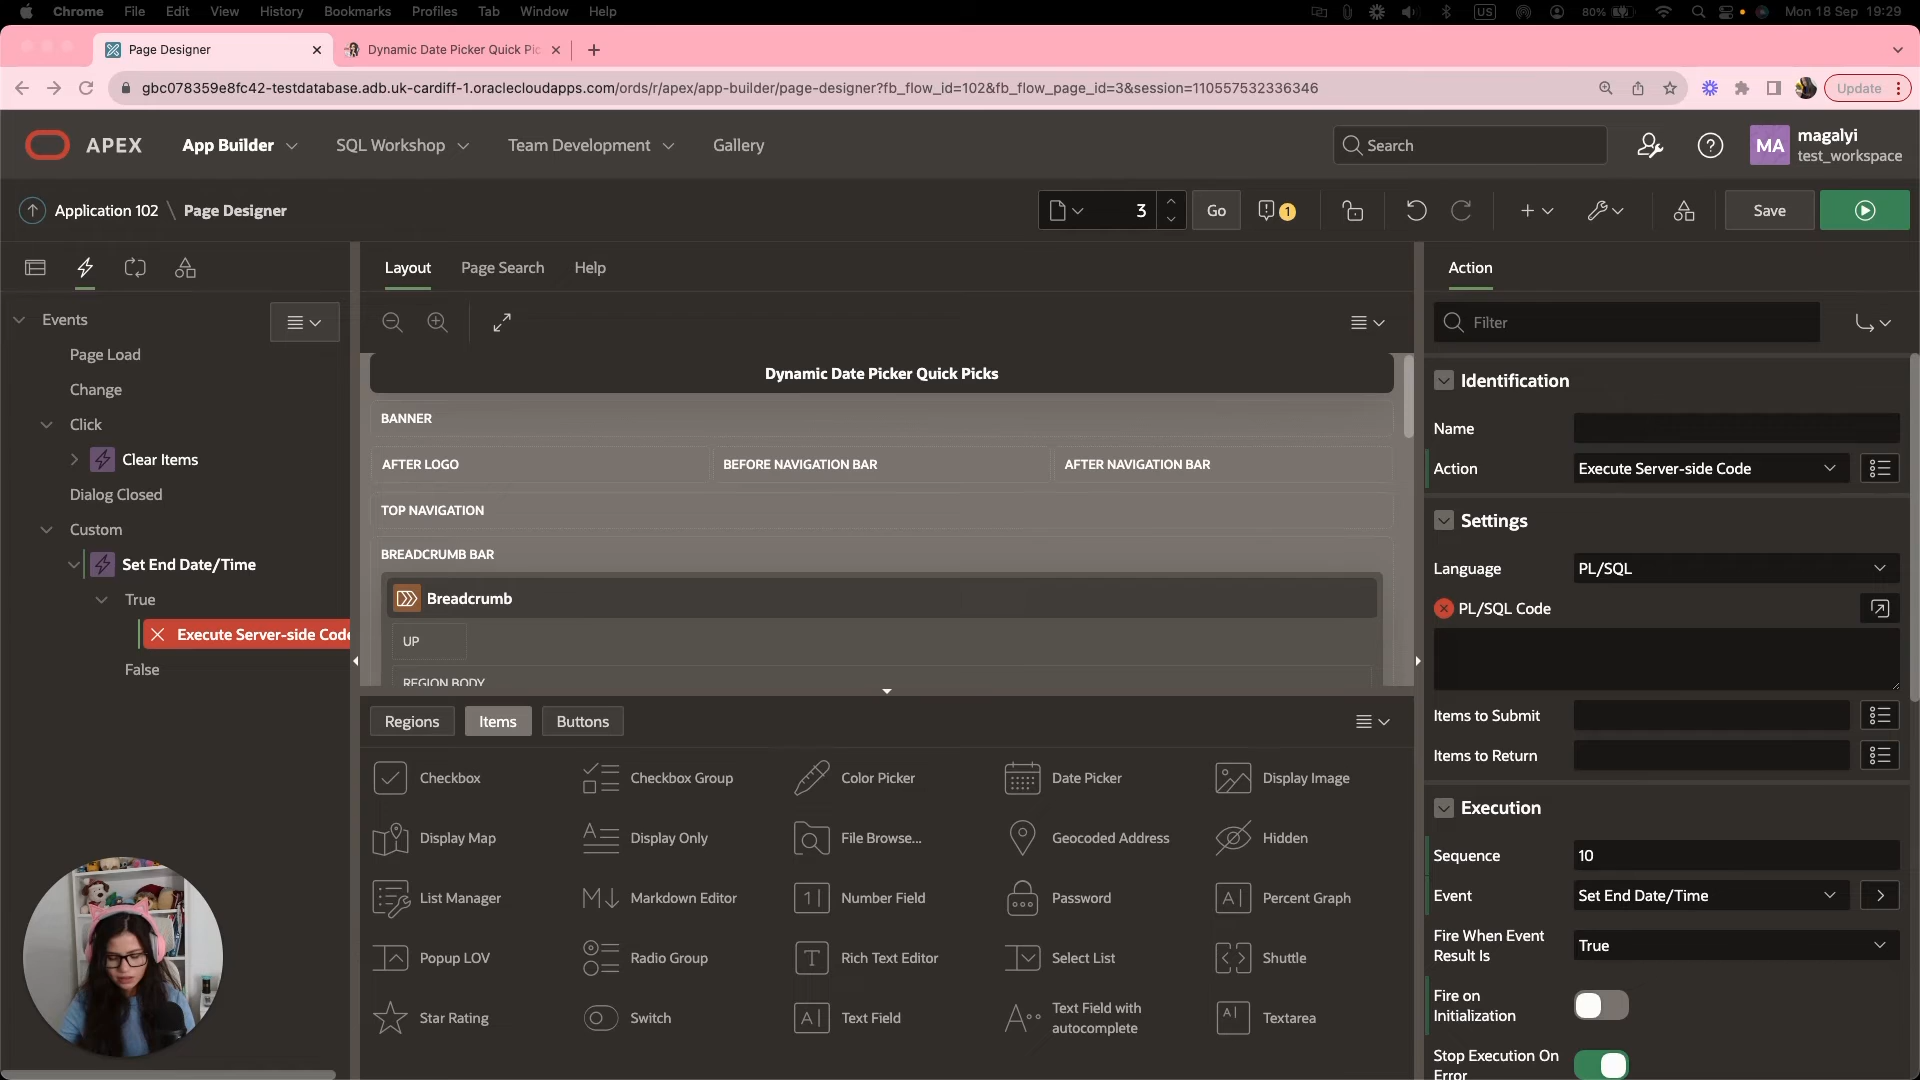 Chrome File Edit View History Bookmarks Profiles Tab Window Help US 80% Mon 18 Sep 19:29
Page Designer Dynamic Date Picker Quick Pic
gbc078359e8fc42-testdatabase.adb.uk-cardiff-1.oraclecloudapps.com/ords/r/apex/app-builder/page-designer?fb_flow_id=102&fb_flow_page_id=3&session=110557532336346 Update
APEX App Builder SQL Workshop Team Development Gallery Search MA magalyi
test_workspace
Application 102 \ Page Designer 3 Go 1 Save
Layout Page Search Help Action
Events
Page Load
Change
Click
Clear Items
Dialog Closed
Custom
Set End Date/Time
True
Execute Server-side Code
False
Dynamic Date Picker Quick Picks
BANNER
AFTER LOGO BEFORE NAVIGATION BAR AFTER NAVIGATION BAR
TOP NAVIGATION
BREADCRUMB BAR
Breadcrumb
UP
REGION BODY
Regions Items Buttons
Checkbox Checkbox Group Color Picker Date Picker Display Image
Display Map Display Only File Browse... Geocoded Address Hidden
List Manager Markdown Editor Number Field Password Percent Graph
Popup LOV Radio Group Rich Text Editor Select List Shuttle
Star Rating Switch Text Field Text Field with autocomplete Textarea
Filter
Identification
Name
Action Execute Server-side Code
Settings
Language PL/SQL
PL/SQL Code
Items to Submit
Items to Return
Execution
Sequence 10
Event Set End Date/Time
Fire When Event
Result Is True
Fire on
Initialization
Stop Execution On
Error